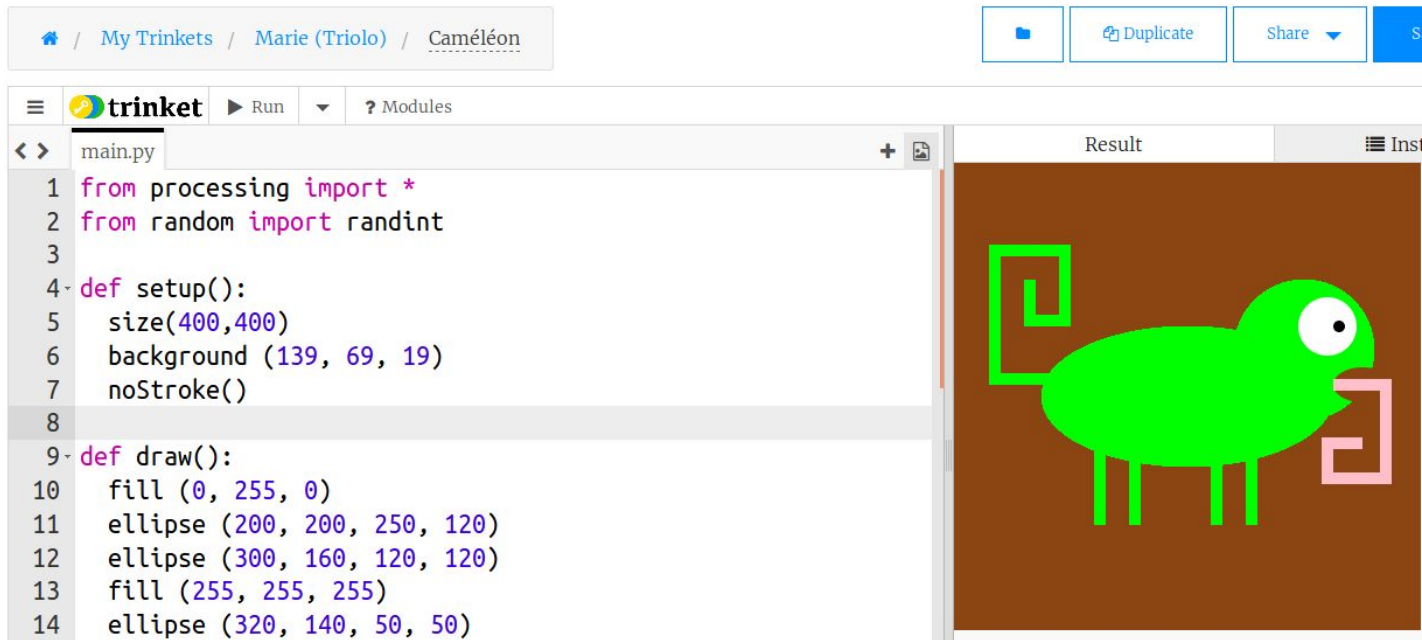 / My Trinkets / Marie (Triolo) / Caméléon
Duplicate
Share
trinket
Run
? Modules
Result
< > main.py
1 from processing import *
2 from random import randint
3
4 def setup():
5   size(400,400)
6   background (139, 69, 19)
7   noStroke()
8
9 def draw():
10   fill (0, 255, 0)
11   ellipse (200, 200, 250, 120)
12   ellipse (300, 160, 120, 120)
13   fill (255, 255, 255)
14   ellipse (320, 140, 50, 50)